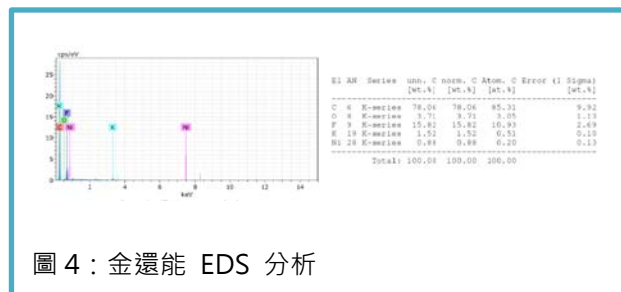 cps/eV
25
20
15
10
5
0
K
O
F
C
Ni
K
Ni
2
4
6
8
10
12
14
keV
El AN Series unn. C norm. C Atom. C Error (1 Sigma)
[wt.%] [wt.%] [at.%] [wt.%]
C 6 K-series 78.06 78.06 85.31 9.92
O 8 K-series 3.71 3.71 3.05 1.13
F 9 K-series 15.82 15.82 10.93 2.69
K 19 K-series 1.52 1.52 0.51 0.10
Ni 28 K-series 0.88 0.88 0.20 0.13
Total: 100.00 100.00 100.00
圖 4：金還能 EDS 分析